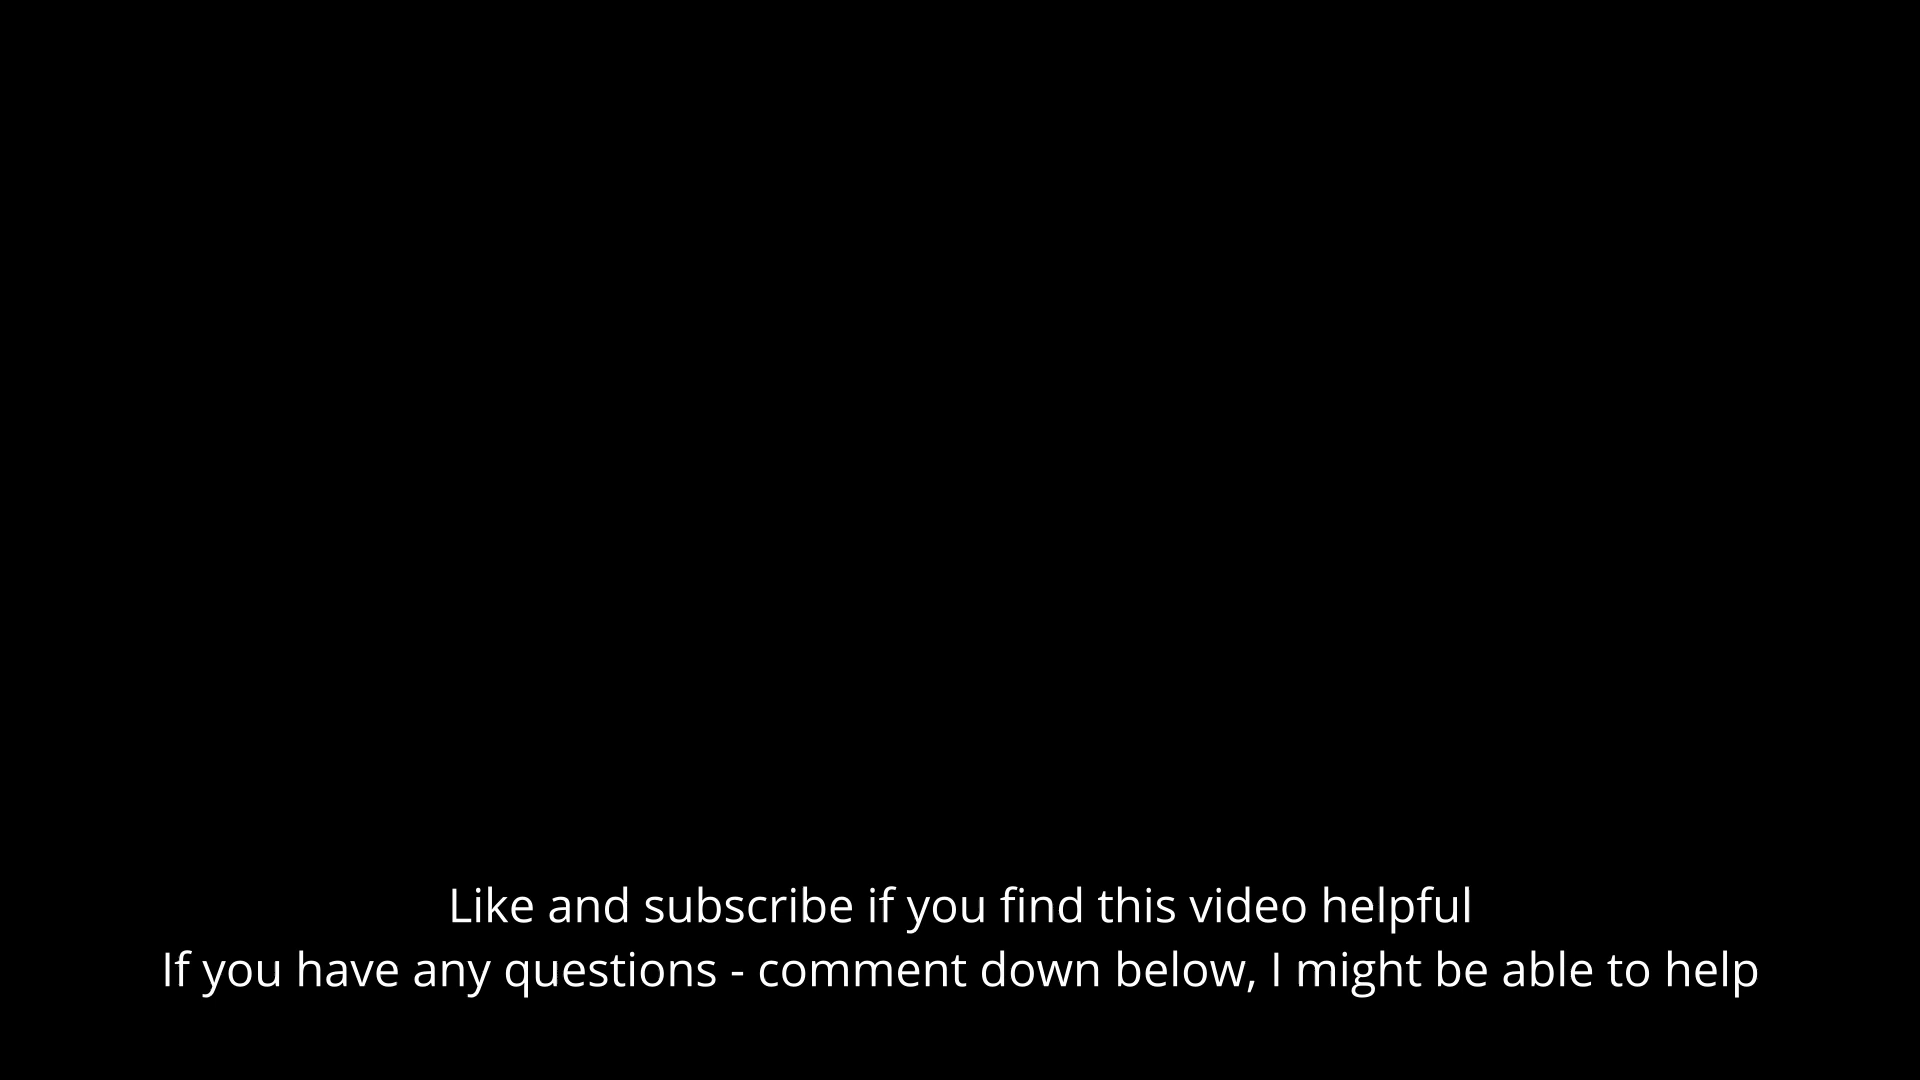 Like and subscribe if you find this video helpful
If you have any questions - comment down below, I might be able to help